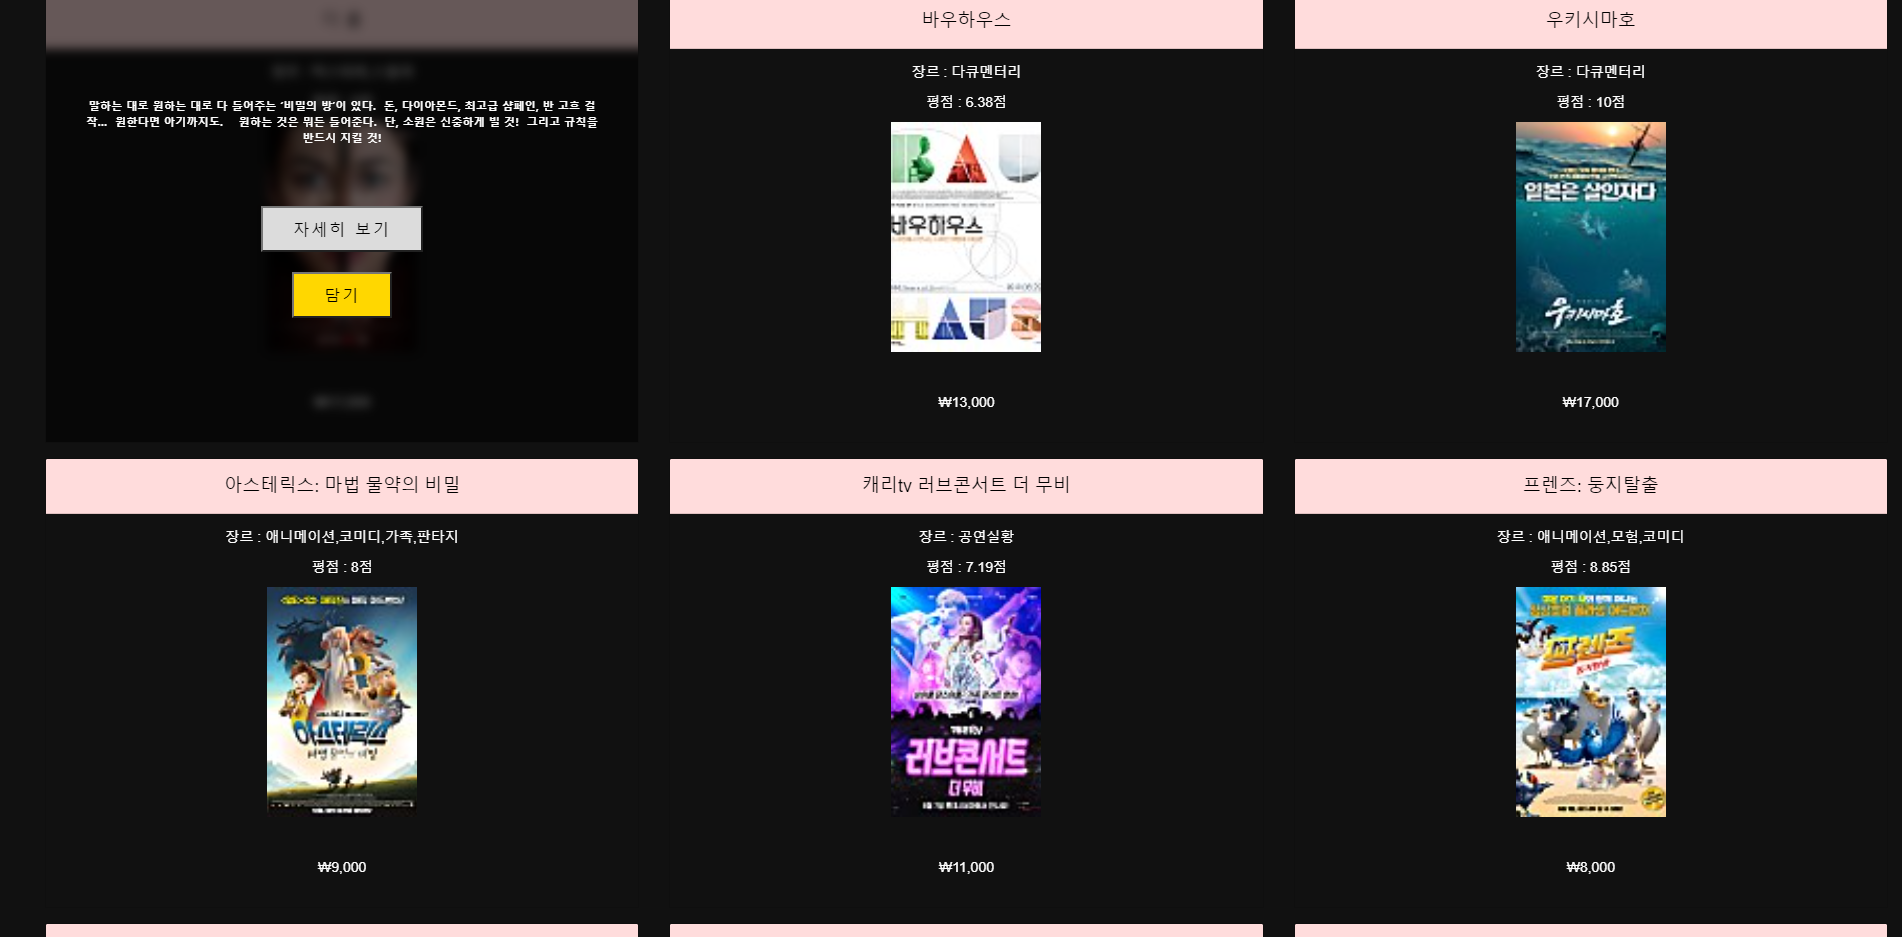 바우하우스
우키시마호
장르 : 다큐멘터리
장르 : 다큐멘터리
평점 : 6.38점
평점 : 10점
말하는 대로 원하는 대로 다 들어주는 ‘비밀의 방’이 있다. 돈, 다이아몬드, 최고급 샴페인, 반 고흐 걸
작... 원한다면 아기까지도. 원하는 것은 뭐든 들어준다. 단, 소원은 신중하게 빌 것! 그리고 규칙을
반드시 지킬 것!
자세히 보기
담기
BAU
바우하우스
HAUS
일본은 살인자다
우키시마호
₩13,000
₩17,000
아스테릭스: 마법 물약의 비밀
캐리tv 러브콘서트 더 무비
프렌즈: 둥지탈출
장르 : 애니메이션,코미디,가족,판타지
장르 : 공연실황
장르 : 애니메이션,모험,코미디
평점 : 8점
평점 : 7.19점
평점 : 8.85점
아스테릭스
마법 물약의 비밀
러브콘서트
더 무비
프렌즈
둥지탈출
₩9,000
₩11,000
₩8,000